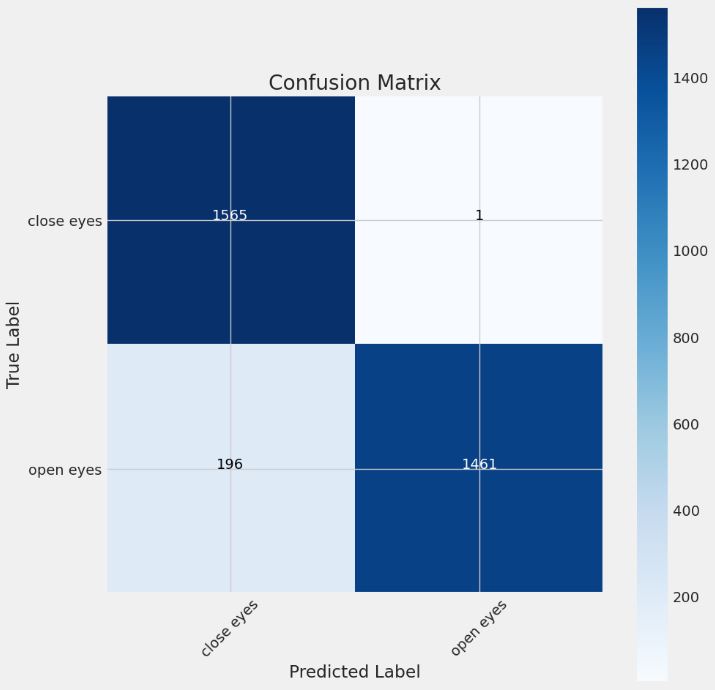 Confusion Matrix
1400
1200
1000
800
600
400
200
True Label
close eyes
1565
1
open eyes
196
1461
close eyes
open eyes
Predicted Label